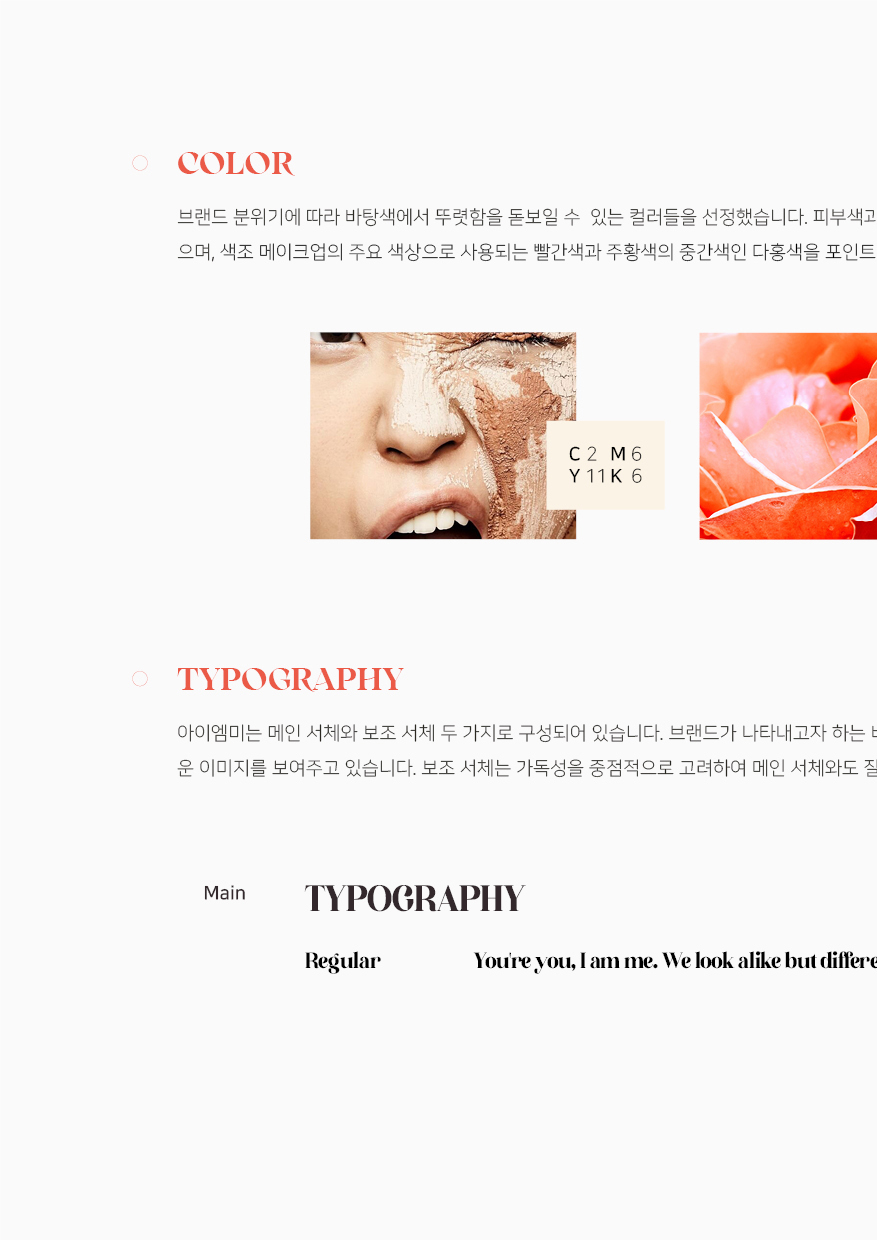 COLOR
브랜드 분위기에 따라 바탕색에서 뚜렷함을 돋보일 수 있는 컬러들을 선정했습니다. 피부색과
으며, 색조 메이크업의 주요 색상으로 사용되는 빨간색과 주황색의 중간색인 다홍색을 포인트
C 2 M 6
Y 11 K 6
TYPOGRAPHY
아이엠미는 메인 서체와 보조 서체 두 가지로 구성되어 있습니다. 브랜드가 나타내고자 하는
운 이미지를 보여주고 있습니다. 보조 서체는 가독성을 중점적으로 고려하여 메인 서체와도 잘
Main
TYPOGRAPHY
Regular
You're you, I am me. We look alike but differe